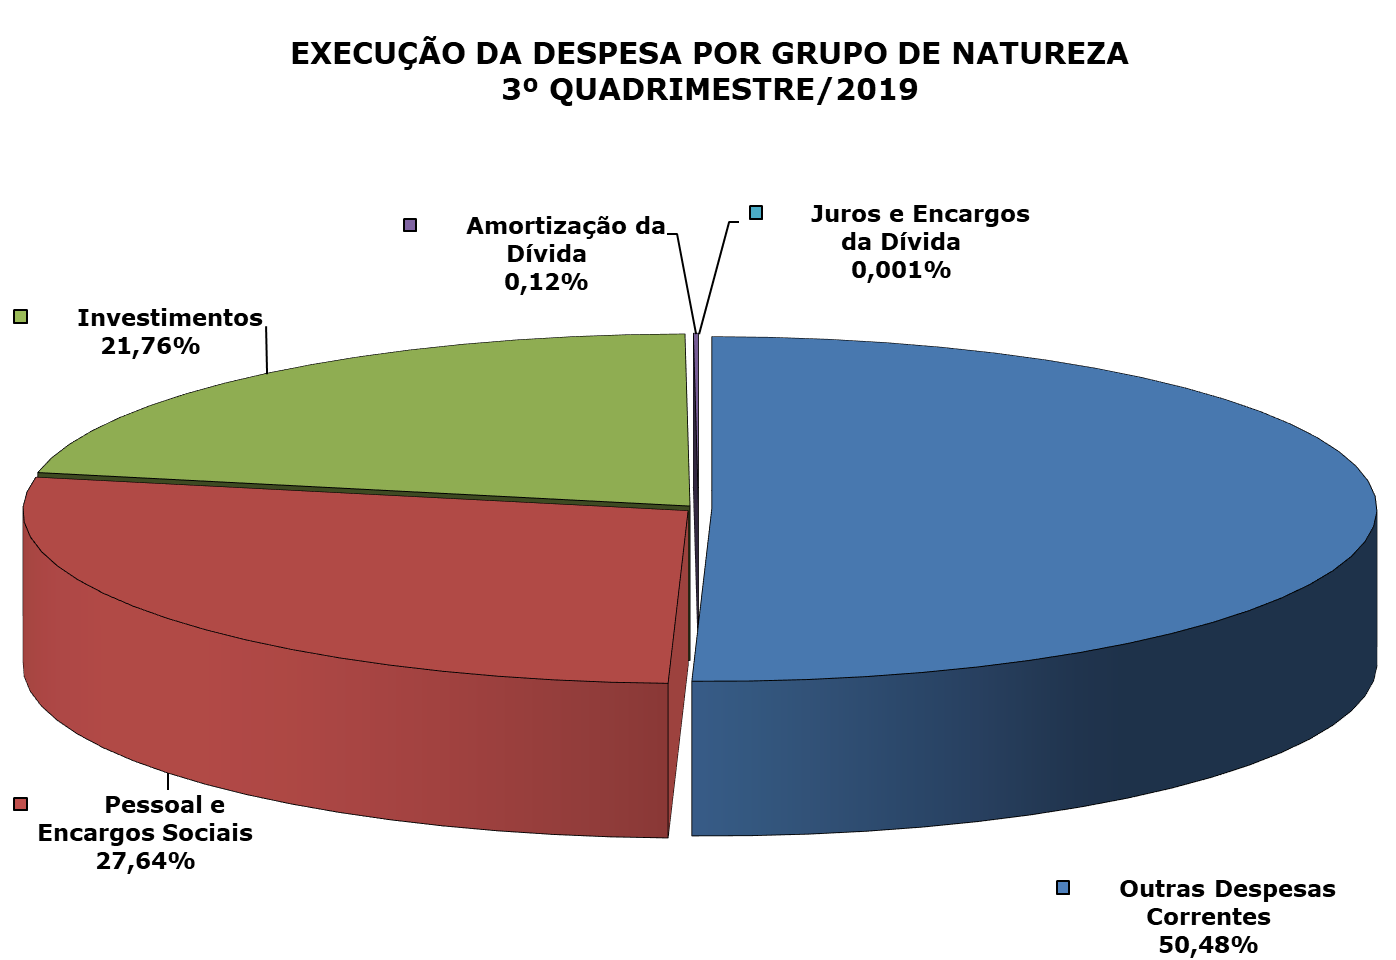 EXECUÇÃO DA DESPESA POR GRUPO DE NATUREZA
3º QUADRIMESTRE/2019
Juros e Encargos
da Dívida
0,001%
Amortização da
Dívida
0,12%
Investimentos
21,76%
Pessoal e
Encargos Sociais
27,64%
Outras Despesas
Correntes
50,48%